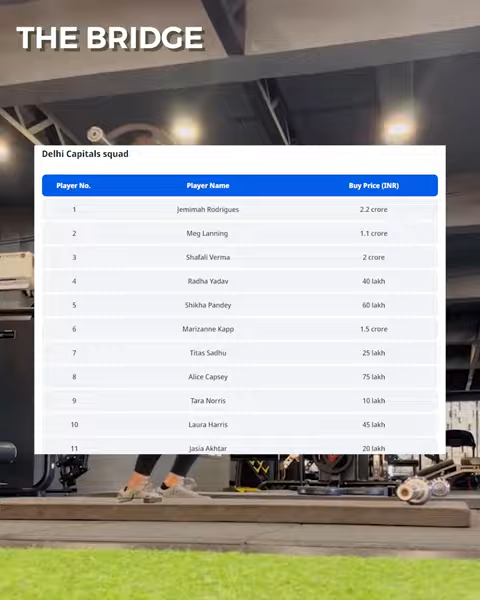 THE BRIDGE
Delhi Capitals squad
Player No. Player Name Buy Price (INR)
1 Jemimah Rodrigues 2.2 crore
2 Meg Lanning 1.1 crore
3 Shafali Verma 2 crore
4 Radha Yadav 40 lakh
5 Shikha Pandey 60 lakh
6 Marizanne Kapp 1.5 crore
7 Titas Sadhu 25 lakh
8 Alice Capsey 75 lakh
9 Tara Norris 10 lakh
10 Laura Harris 45 lakh
11 Jasia Akhtar 20 lakh